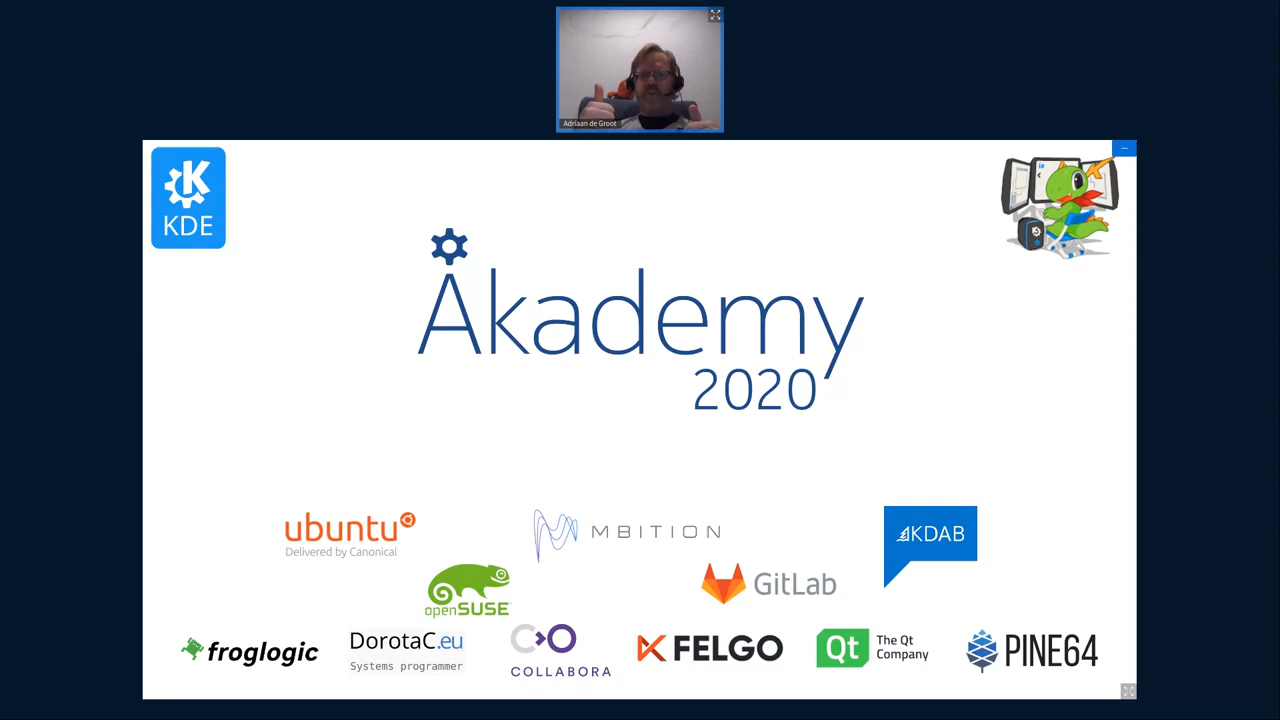 Adriaan de Groot
KDE
Akademy
2020
ubuntu
Delivered by Canonical
MBITION
KDAB
openSUSE
GitLab
froglogic
DorotaC.eu
Systems programmer
COLLABORA
FELGO
Qt
The Qt
Company
PINE64